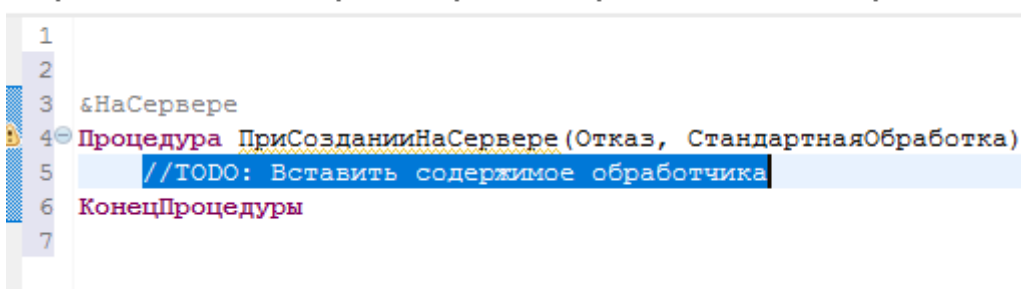 1
2
3 &НаСервере
4 Процедура ПриСозданииНаСервере(Отказ, СтандартнаяОбработка)
5 //TODO: Вставить содержимое обработчика
6 КонецПроцедуры
7